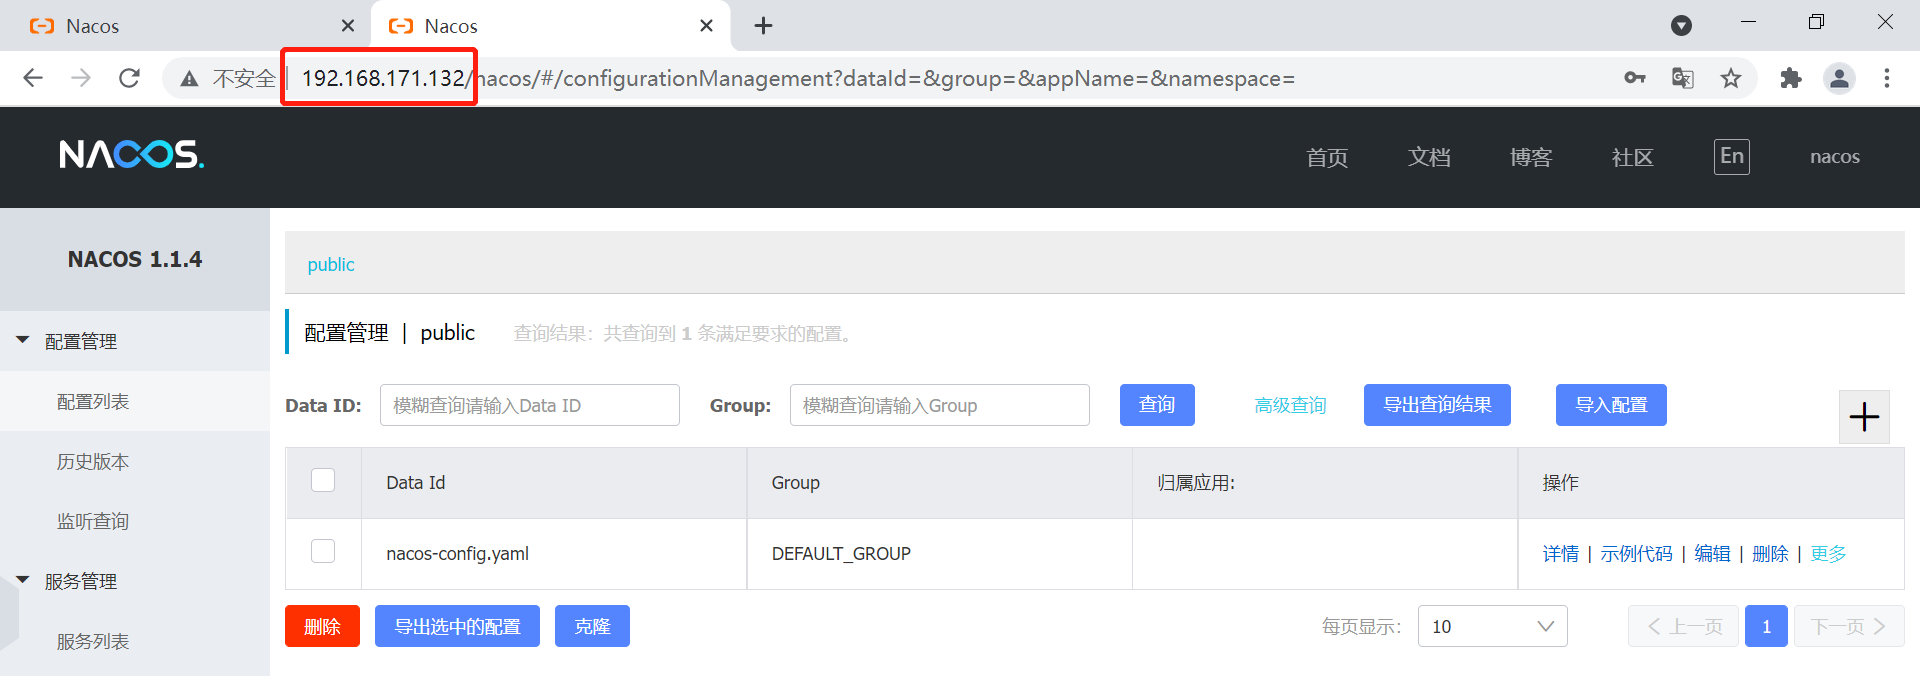 Nacos
Nacos
不安全 192.168.171.132/nacos/#/configurationManagement?dataId=&group=&appName=&namespace=
NACOS.
首页 文档 博客 社区 En nacos
NACOS 1.1.4
public
配置管理 | public 查询结果：共查询到 1 条满足要求的配置。
配置管理
Data ID: 模糊查询请输入Data ID Group: 模糊查询请输入Group 查询 高级查询 导出查询结果 导入配置
配置列表
历史版本
监听查询
服务管理
服务列表
Data Id Group 归属应用: 操作
nacos-config.yaml DEFAULT_GROUP 详情 | 示例代码 | 编辑 | 删除 | 更多
删除 导出选中的配置 克隆 每页显示: 10 上一页 1 下一页